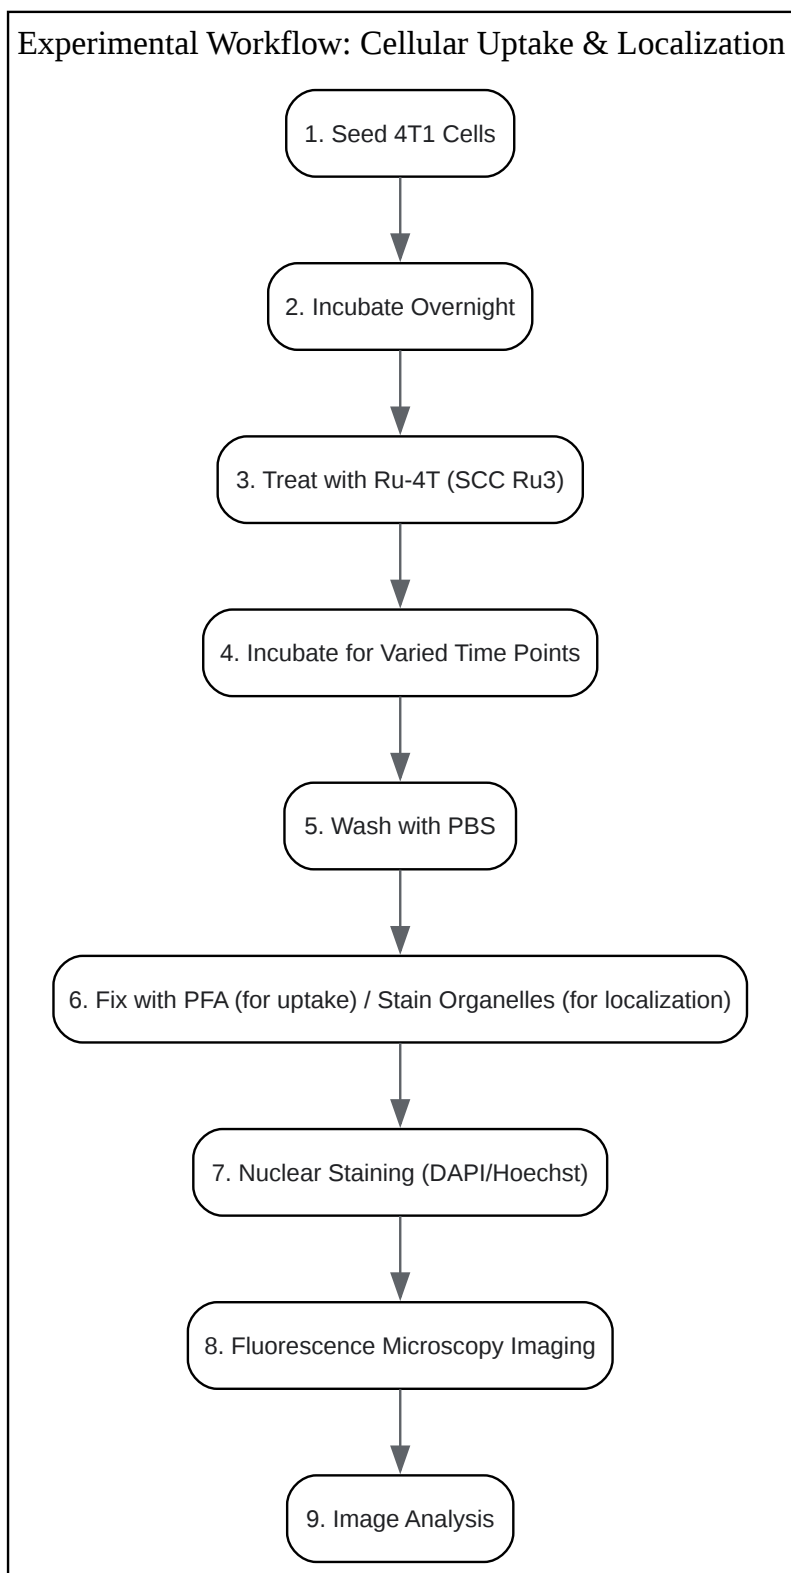 Experimental Workflow: Cellular Uptake & Localization
1. Seed 4T1 Cells
2. Incubate Overnight
3. Treat with Ru-4T (SCC Ru3)
4. Incubate for Varied Time Points
5. Wash with PBS
6. Fix with PFA (for uptake) / Stain Organelles (for localization)
7. Nuclear Staining (DAPI/Hoechst)
8. Fluorescence Microscopy Imaging
9. Image Analysis